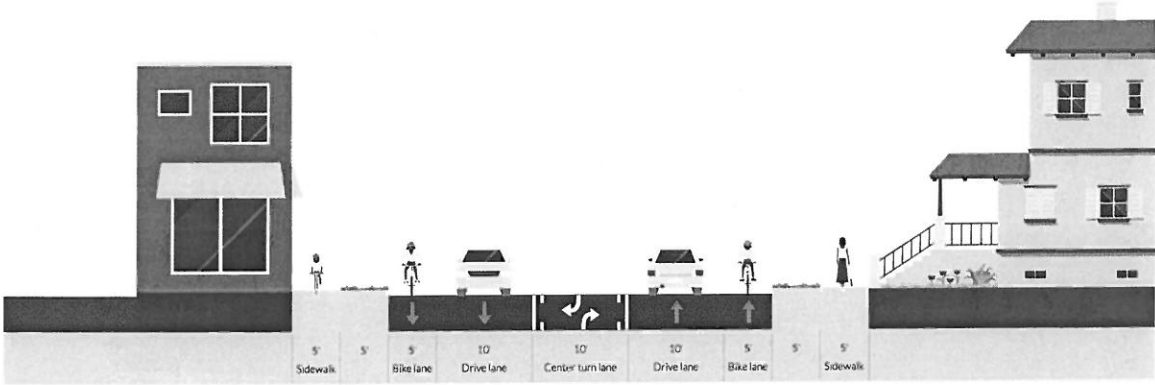 5' 5' 5' 10' 10' 10' 5' 5' 5'
Sidewalk Bike lane Drive lane Center turn lane Drive lane Bike lane Sidewalk